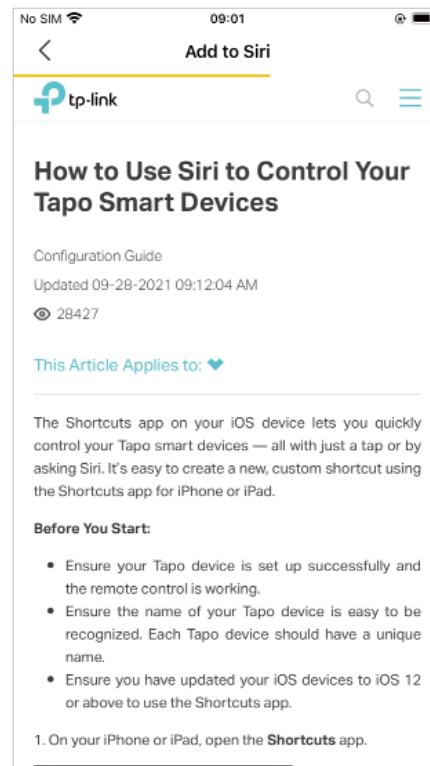 No SIM 09:01
Add to Siri
tp-link
How to Use Siri to Control Your
Tapo Smart Devices
Configuration Guide
Updated 09-28-2021 09:12:04 AM
28427
This Article Applies to:
The Shortcuts app on your iOS device lets you quickly
control your Tapo smart devices — all with just a tap or by
asking Siri. It's easy to create a new, custom shortcut using
the Shortcuts app for iPhone or iPad.
Before You Start:
• Ensure your Tapo device is set up successfully and
the remote control is working.
• Ensure the name of your Tapo device is easy to be
recognized. Each Tapo device should have a unique
name.
• Ensure you have updated your iOS devices to iOS 12
or above to use the Shortcuts app.
1. On your iPhone or iPad, open the Shortcuts app.